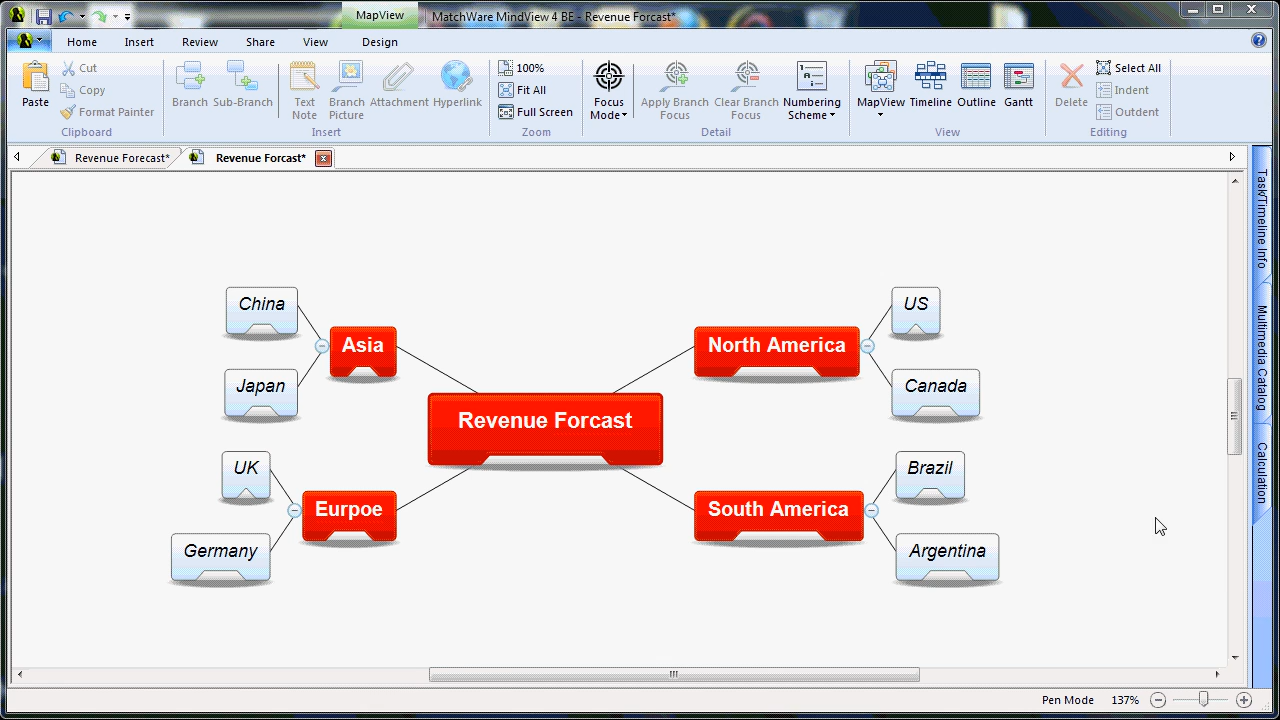 MapView
MatchWare MindView 4 BE - Revenue Forcast*
Home
Insert
Review
Share
View
Design
Paste
Cut
Copy
Format Painter
Clipboard
Branch
Sub-Branch
Text Note
Branch Picture
Attachment
Hyperlink
Insert
100%
Fit All
Full Screen
Zoom
Focus Mode
Apply Branch Focus
Clear Branch Focus
Numbering Scheme
Detail
MapView
Timeline
Outline
Gantt
View
Delete
Select All
Indent
Outdent
Editing
Revenue Forecast*
Revenue Forcast*
China
Japan
Asia
UK
Germany
Eurpoe
Revenue Forcast
North America
US
Canada
South America
Brazil
Argentina
Task/Timeline Info
Multimedia Catalog
Calculation
Pen Mode
137%